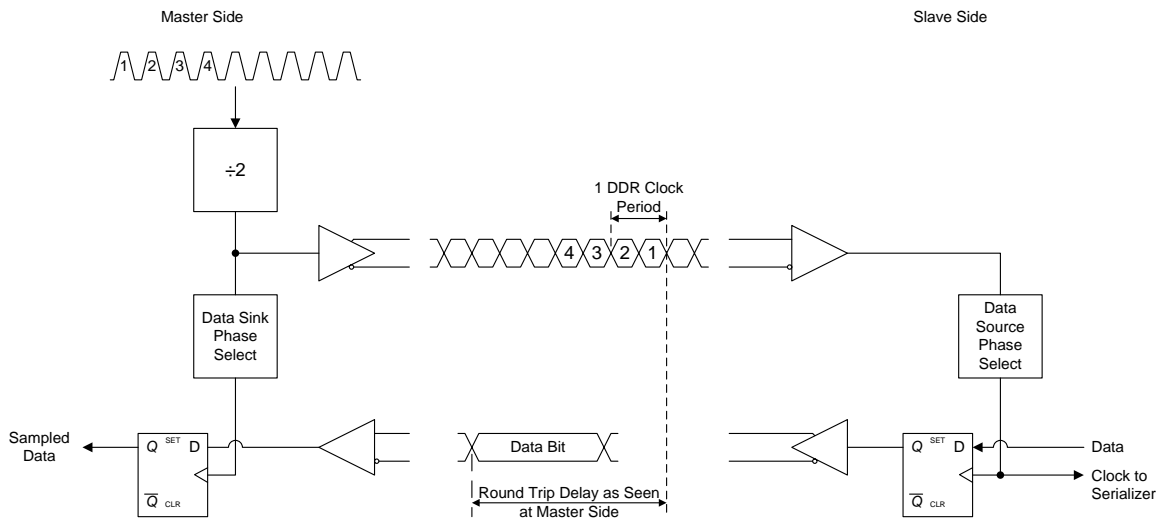 Master Side
Slave Side
1 2 3 4
÷2
1 DDR Clock
Period
4 3 2 1
Data Sink
Phase
Select
Data
Source
Phase
Select
Sampled
Data
Q SET D
Q CLR
Data Bit
Q SET D
Q CLR
Data
Clock to
Serializer
Round Trip Delay as Seen
at Master Side